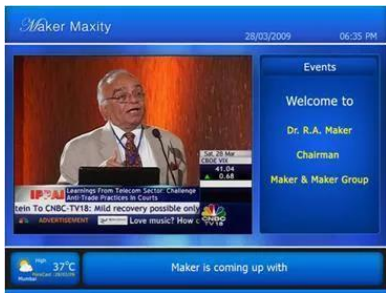 Maker Maxity
28/03/2009 06:35 PM
Events
Welcome to
Dr. R.A. Maker
Chairman
Maker & Maker Group
Sat, 28 Mar
CBOE VIX
41.04
0.68
Learnings From Telecom Sector: Challenge
Anti-Trade Practices In Courts
tein To CNBC-TV18: Mild recovery possible only
ADVERTISEMENT
Love music? How c
CNBC
TV18
High
37°C
Mumbai
Maker is coming up with